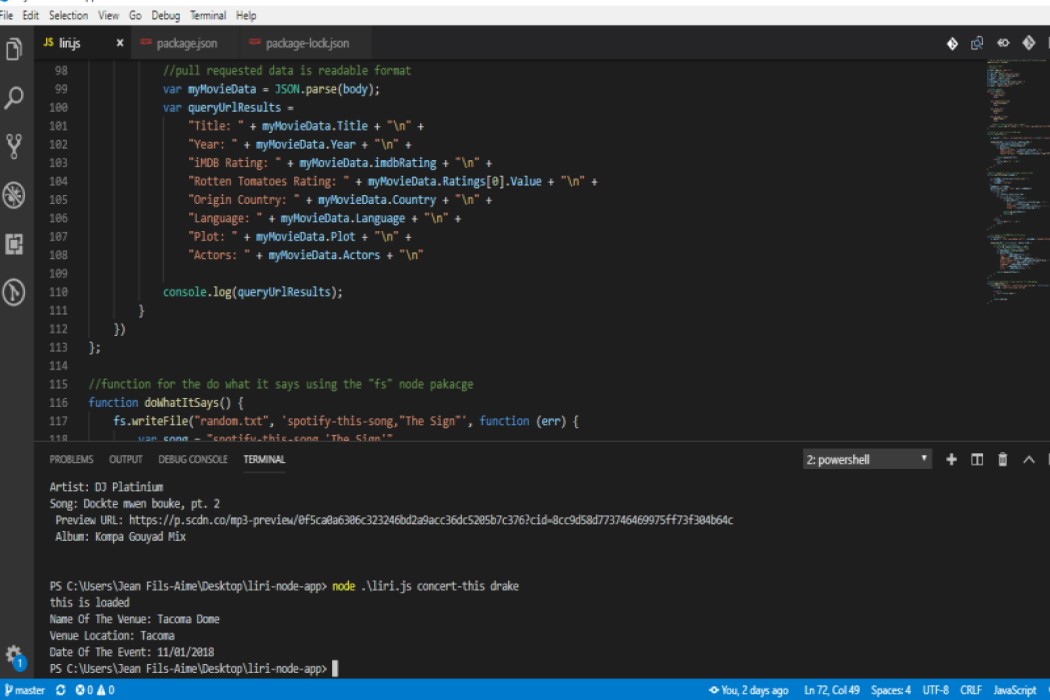 File Edit Selection View Go Debug Terminal Help
JS liri.js × package.json package-lock.json
98 //pull requested data is readable format
99 var myMovieData = JSON.parse(body);
100 var queryUrlResults =
101 "Title: " + myMovieData.Title + "\n" +
102 "Year: " + myMovieData.Year + "\n" +
103 "iMDB Rating: " + myMovieData.imdbRating + "\n" +
104 "Rotten Tomatoes Rating: " + myMovieData.Ratings[0].Value + "\n" +
105 "Origin Country: " + myMovieData.Country + "\n" +
106 "Language: " + myMovieData.Language + "\n" +
107 "Plot: " + myMovieData.Plot + "\n" +
108 "Actors: " + myMovieData.Actors + "\n"
109
110 console.log(queryUrlResults);
111 }
112 })
113 };
114
115 //function for the do what it says using the "fs" node pakacge
116 function doWhatItSays() {
117 fs.writeFile("random.txt", 'spotify-this-song,"The Sign"', function (err) {
118 var song = "spotify-this-song 'The Sign'"
PROBLEMS OUTPUT DEBUG CONSOLE TERMINAL 2: powershell
Artist: DJ Platinium
Song: Dockte mwen bouke, pt. 2
Preview URL: https://p.scdn.co/mp3-preview/0f5ca0a6306c323246bd2a9acc36dc5205b7c376?cid=8cc9d58d773746469975ff73f304b64c
Album: Kompa Gouyad Mix
PS C:\Users\Jean Fils-Aime\Desktop\liri-node-app> node .\liri.js concert-this drake
this is loaded
Name Of The Venue: Tacoma Dome
Venue Location: Tacoma
Date Of The Event: 11/01/2018
PS C:\Users\Jean Fils-Aime\Desktop\liri-node-app>
1
master 0 0 You, 2 days ago Ln 72, Col 49 Spaces: 4 UTF-8 CRLF JavaScript